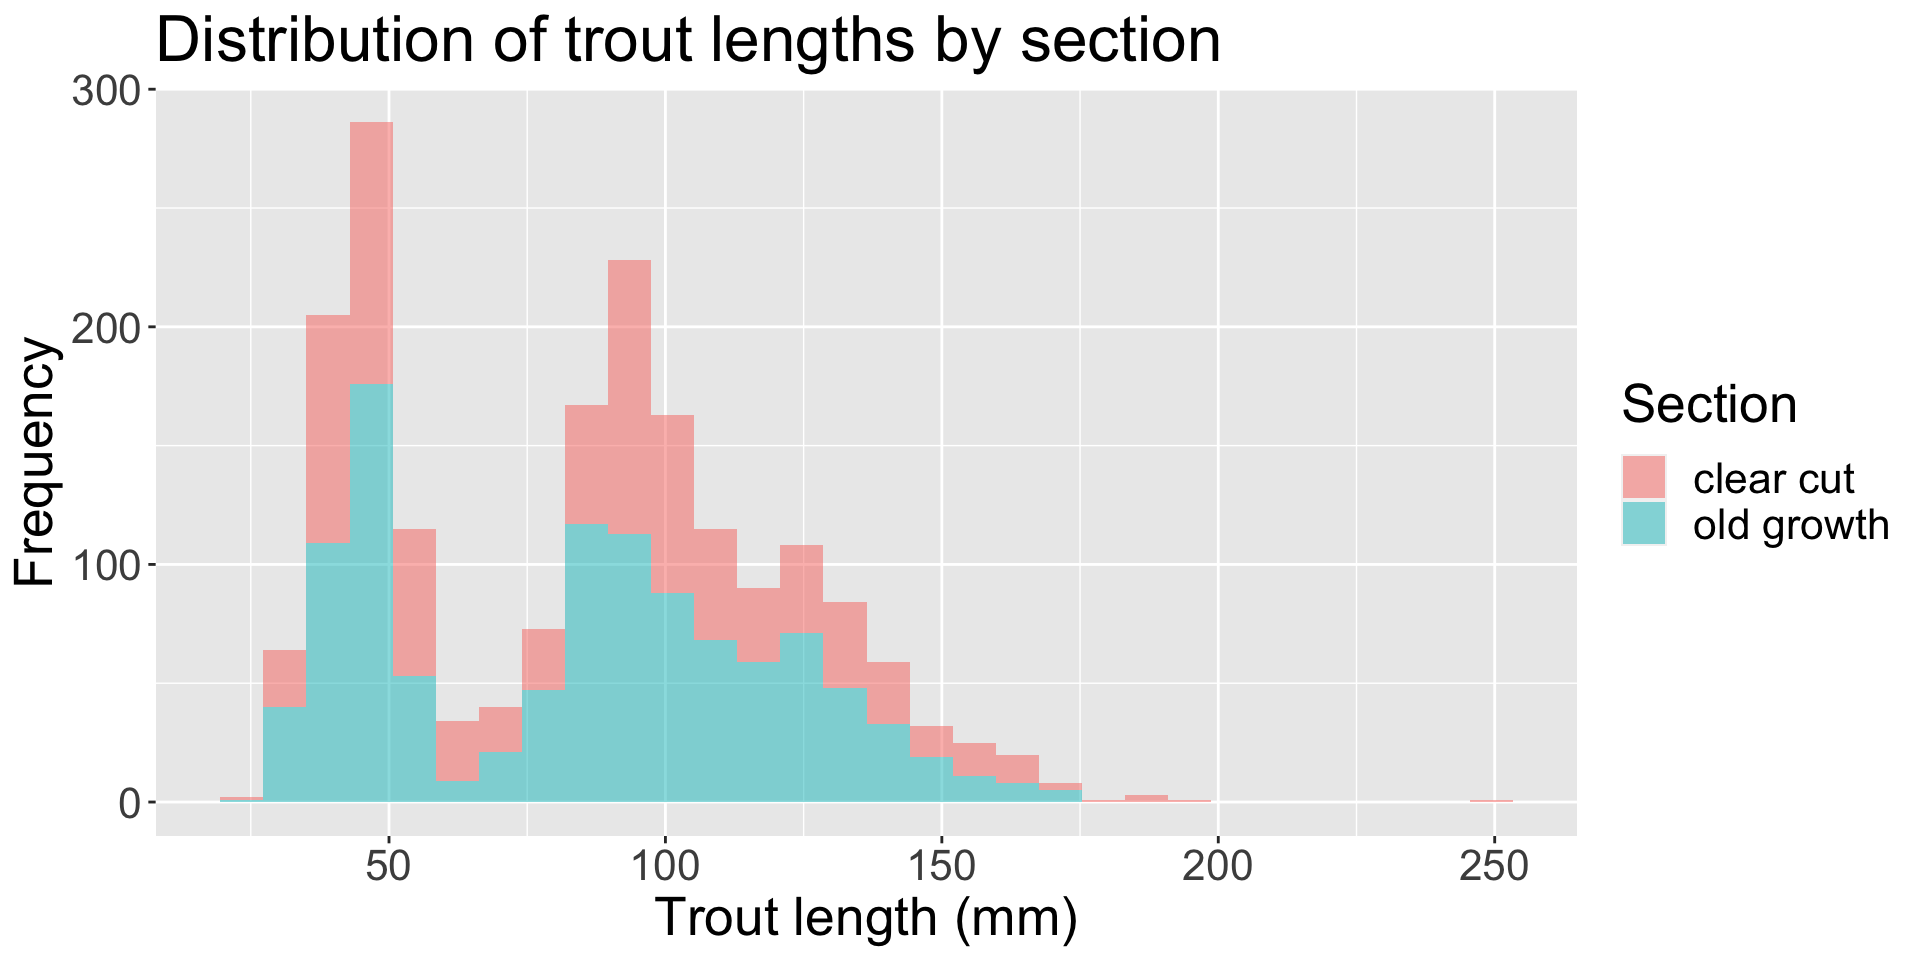 Distribution of trout lengths by section
300
200
100
0
Frequency
50 100 150 200 250
Trout length (mm)
Section
clear cut
old growth